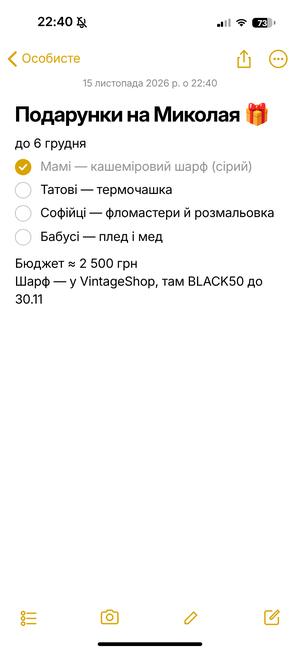 22:40
73
Особисте
15 листопада 2026 р. о 22:40
Подарунки на Миколая 🎁
до 6 грудня
Мамі — кашеміровий шарф (сірий)
Татові — термочашка
Софійці — фломастери й розмальовка
Бабусі — плед і мед
Бюджет ≈ 2 500 грн
Шарф — у VintageShop, там BLACK50 до
30.11